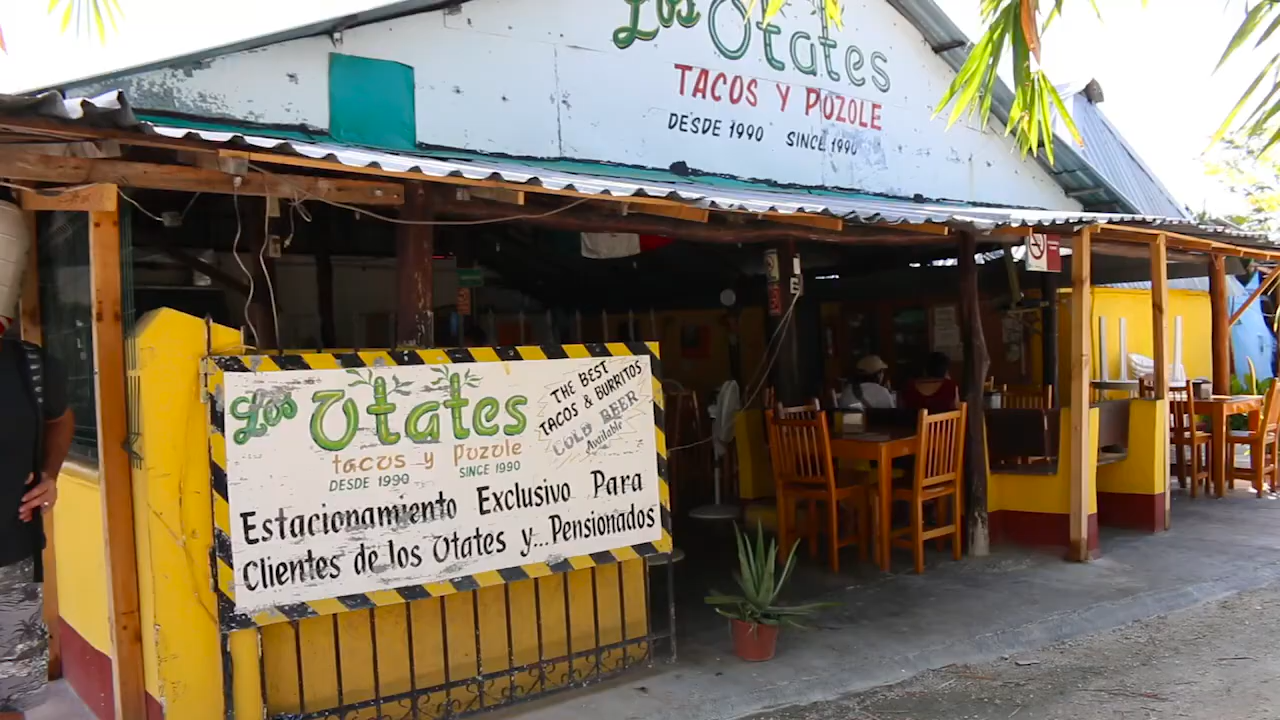 Los Otates
TACOS Y POZOLE
DESDE 1990 SINCE 1990
Los Otates
tacos y Pozole
DESDE 1990 SINCE 1990
THE BEST
TACOS & BURRITOS
COLD BEER
Available
Estacionamiento Exclusivo Para
Clientes de los Otates y...Pensionados